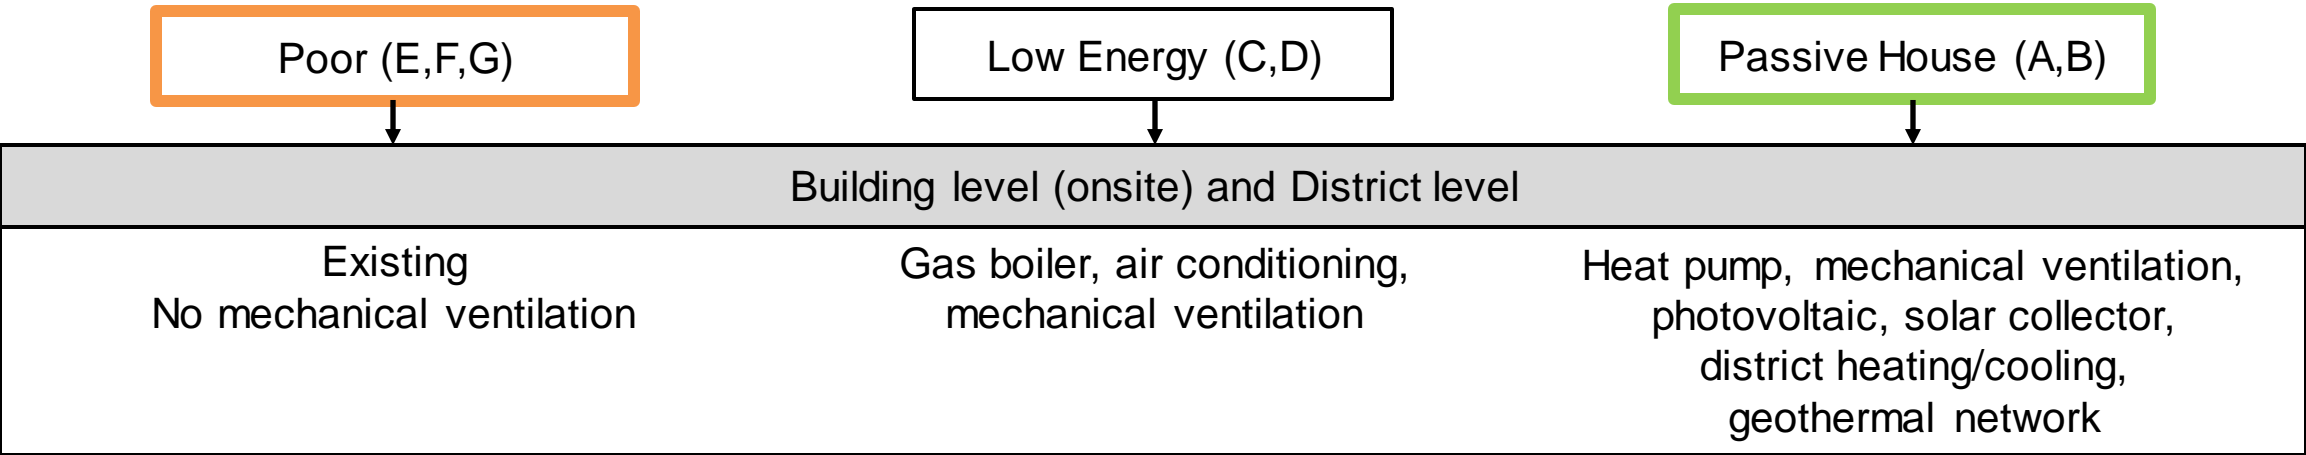 Poor (E,F,G)
Low Energy (C,D)
Passive House (A,B)
Building level (onsite) and District level
Existing
No mechanical ventilation
Gas boiler, air conditioning,
mechanical ventilation
Heat pump, mechanical ventilation,
photovoltaic, solar collector,
district heating/cooling,
geothermal network